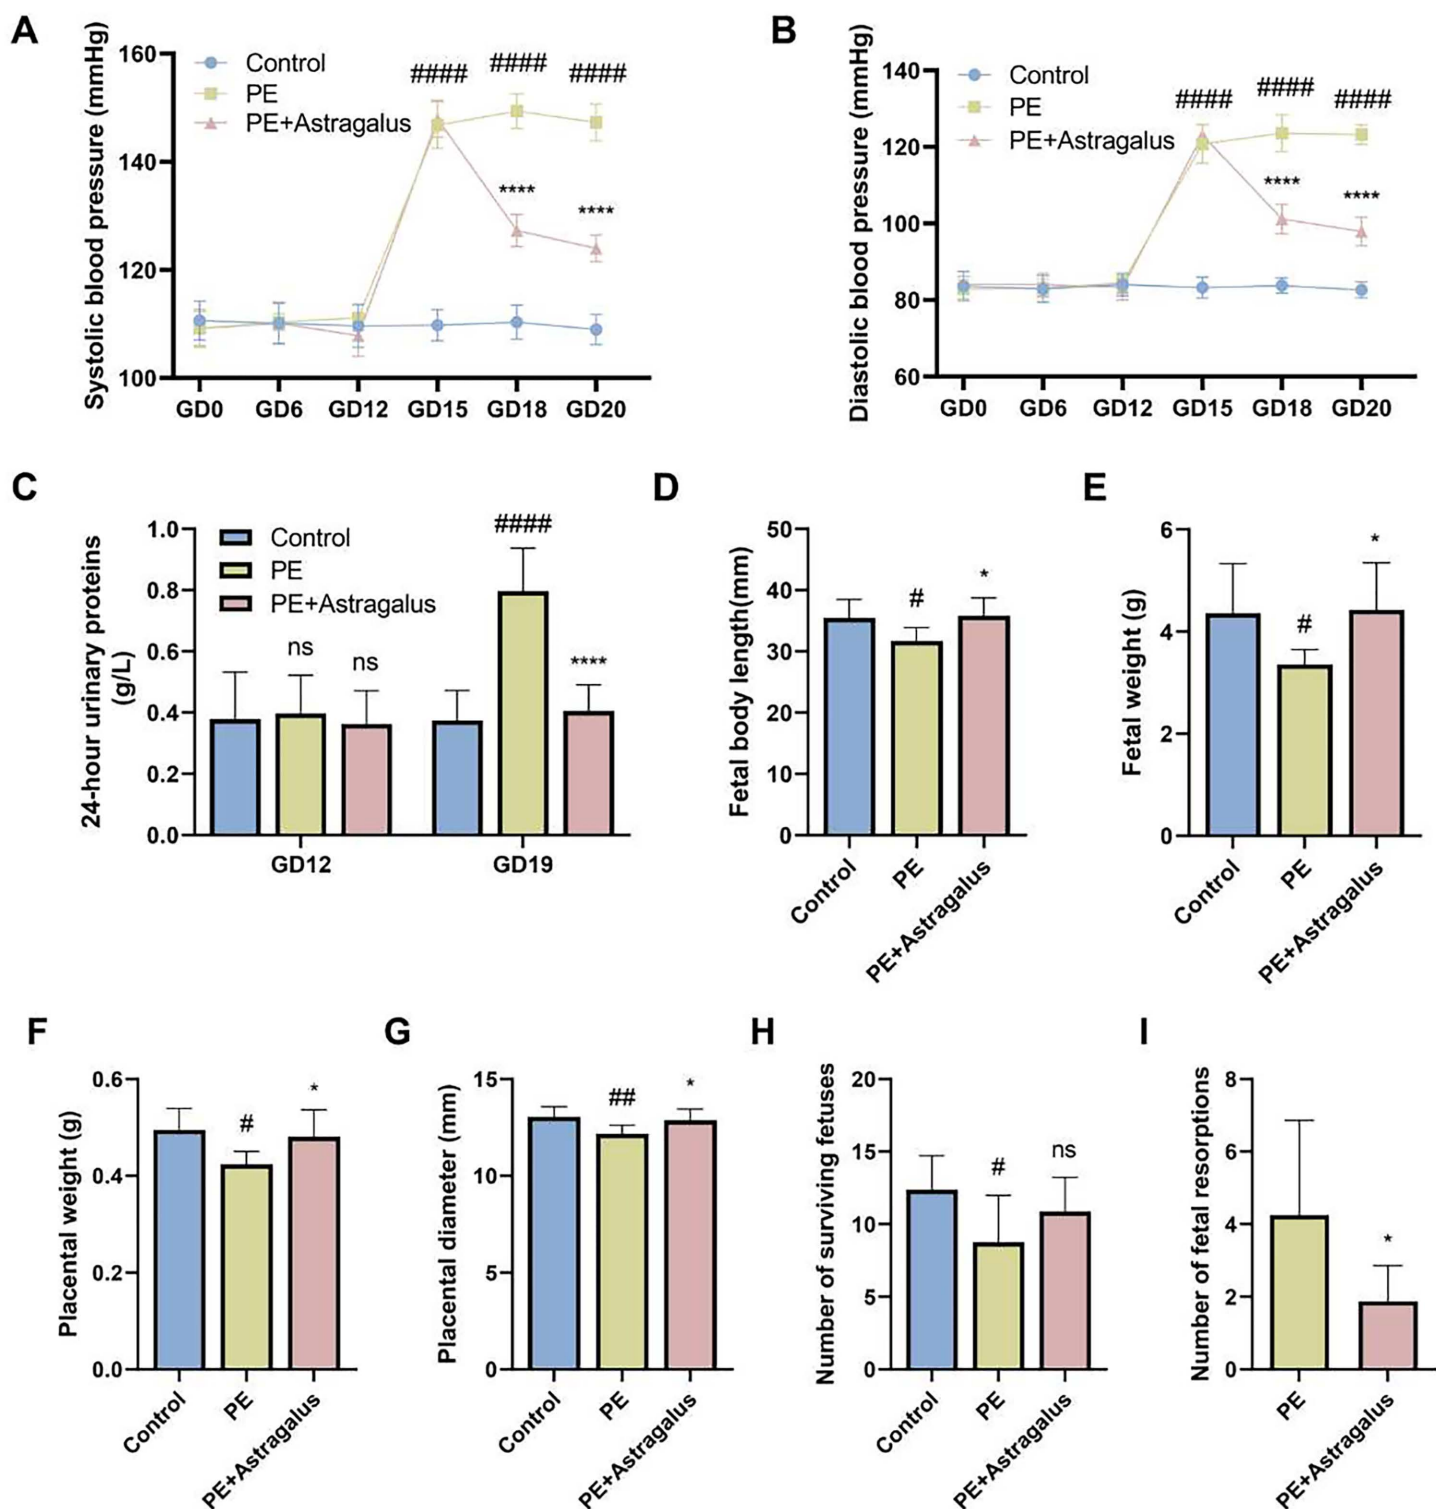 A
Systolic blood pressure (mmHg)
160
140
120
100
Control
PE
PE+Astragalus
####
####
####
****
****
GD0 GD6 GD12 GD15 GD18 GD20
B
Diastolic blood pressure (mmHg)
140
120
100
80
60
Control
PE
PE+Astragalus
####
####
####
****
****
GD0 GD6 GD12 GD15 GD18 GD20
C
24-hour urinary proteins
(g/L)
1.0
0.8
0.6
0.4
0.2
0.0
Control
PE
PE+Astragalus
ns
ns
####
****
GD12 GD19
D
Fetal body length(mm)
50
40
30
20
10
0
#
*
Control
PE
PE+Astragalus
E
Fetal weight (g)
6
4
2
0
#
*
Control
PE
PE+Astragalus
F
Placental weight (g)
0.6
0.4
0.2
0.0
#
*
Control
PE
PE+Astragalus
G
Placental diameter (mm)
15
10
5
0
##
*
Control
PE
PE+Astragalus
H
Number of surviving fetuses
20
15
10
5
0
#
ns
Control
PE
PE+Astragalus
I
Number of fetal resorptions
8
6
4
2
0
*
PE
PE+Astragalus